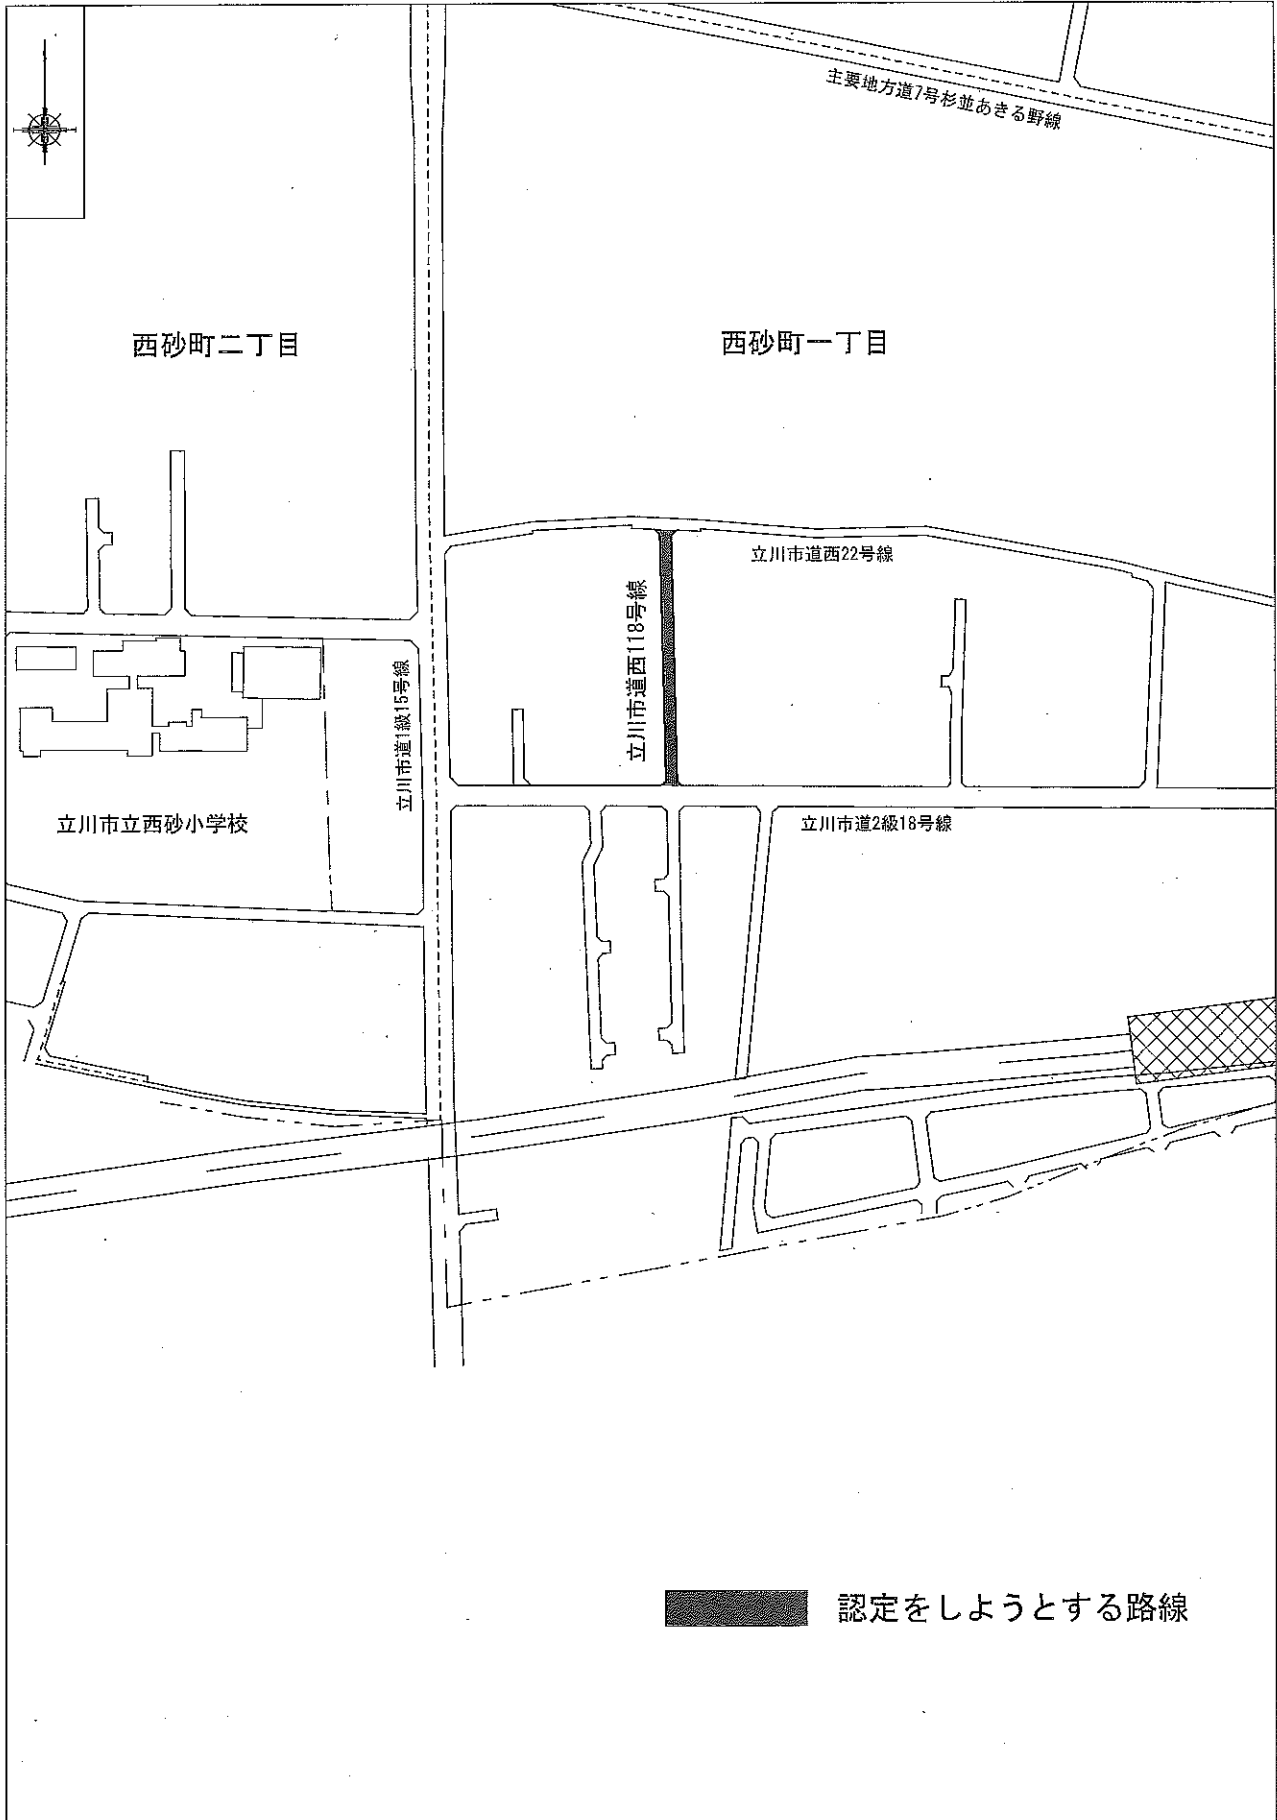 主要地方道7号杉並あきる野線
西砂町二丁目
西砂町一丁目
立川市道西22号線
立川市道西118号線
立川市道1級15号線
立川市立西砂小学校
立川市道2級18号線
認定をしようとする路線